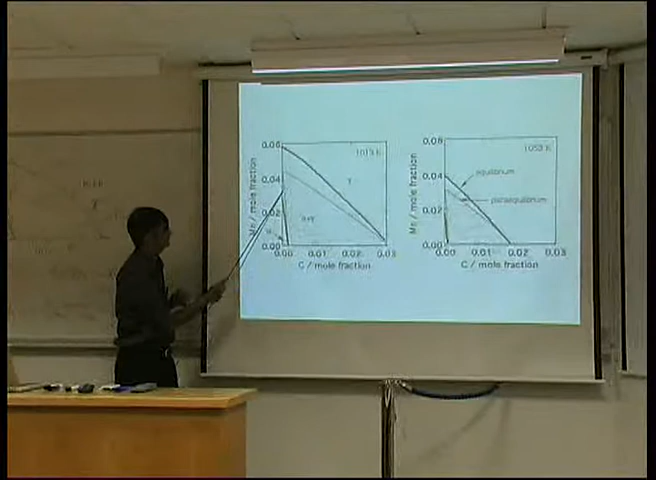 0.06
0.04
0.02
0.00
Mn / mole fraction
0.00 0.01 0.02 0.03
C / mole fraction
γ
α+γ
α
1013 K
0.06
0.04
0.02
0.00
Mn / mole fraction
0.00 0.01 0.02 0.03
C / mole fraction
equilibrium
paraequilibrium
1053 K